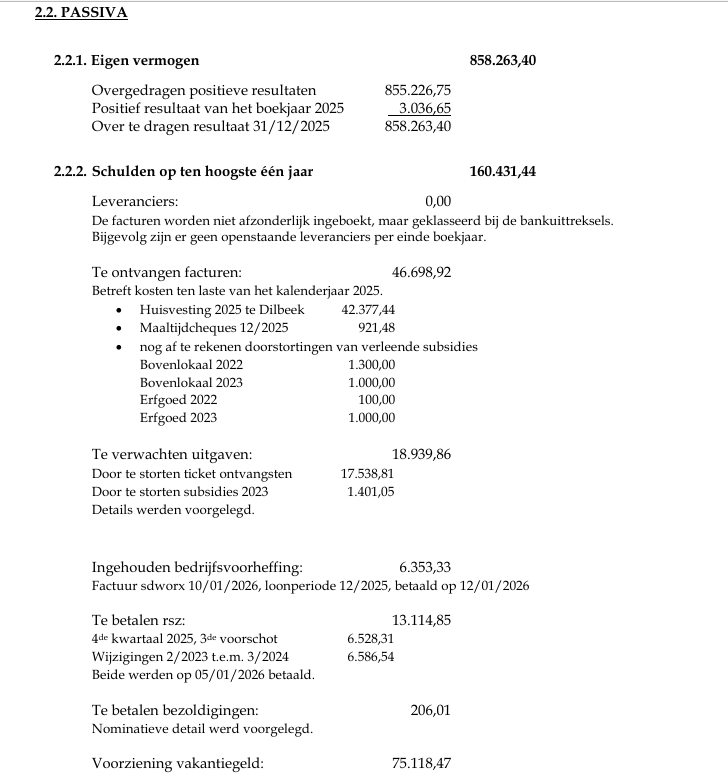 2.2. PASSIVA
2.2.1. Eigen vermogen 858.263,40
Overgedragen positieve resultaten 855.226,75
Positief resultaat van het boekjaar 2025 3.036,65
Over te dragen resultaat 31/12/2025 858.263,40
2.2.2. Schulden op ten hoogste één jaar 160.431,44
Leveranciers: 0,00
De facturen worden niet afzonderlijk ingeboekt, maar geklasseerd bij de bankuittreksels.
Bijgevolg zijn er geen openstaande leveranciers per einde boekjaar.
Te ontvangen facturen: 46.698,92
Betreft kosten ten laste van het kalenderjaar 2025.
• Huisvesting 2025 te Dilbeek 42.377,44
• Maaltijdcheques 12/2025 921,48
• nog af te rekenen doorstortingen van verleende subsidies
Bovenlokaal 2022 1.300,00
Bovenlokaal 2023 1.000,00
Erfgoed 2022 100,00
Erfgoed 2023 1.000,00
Te verwachten uitgaven: 18.939,86
Door te storten ticket ontvangsten 17.538,81
Door te storten subsidies 2023 1.401,05
Details werden voorgelegd.
Ingehouden bedrijfsvoorheffing: 6.353,33
Factuur sdworx 10/01/2026, loonperiode 12/2025, betaald op 12/01/2026
Te betalen rsz: 13.114,85
4de kwartaal 2025, 3de voorschot 6.528,31
Wijzigingen 2/2023 t.e.m. 3/2024 6.586,54
Beide werden op 05/01/2026 betaald.
Te betalen bezoldigingen: 206,01
Nominatieve detail werd voorgelegd.
Voorziening vakantiegeld: 75.118,47